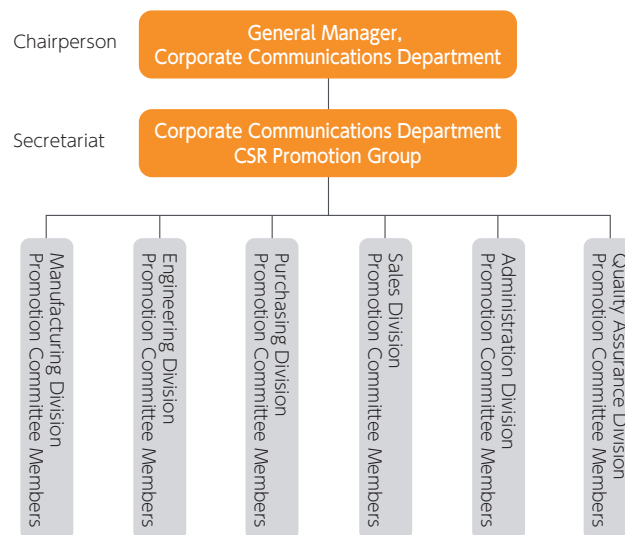 Chairperson
General Manager,
Corporate Communications Department
Secretariat
Corporate Communications Department
CSR Promotion Group
Manufacturing Division
Promotion Committee Members
Engineering Division
Promotion Committee Members
Purchasing Division
Promotion Committee Members
Sales Division
Promotion Committee Members
Administration Division
Promotion Committee Members
Quality Assurance Division
Promotion Committee Members